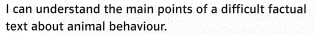 I can understand the main points of a difficult factual
text about animal behaviour.